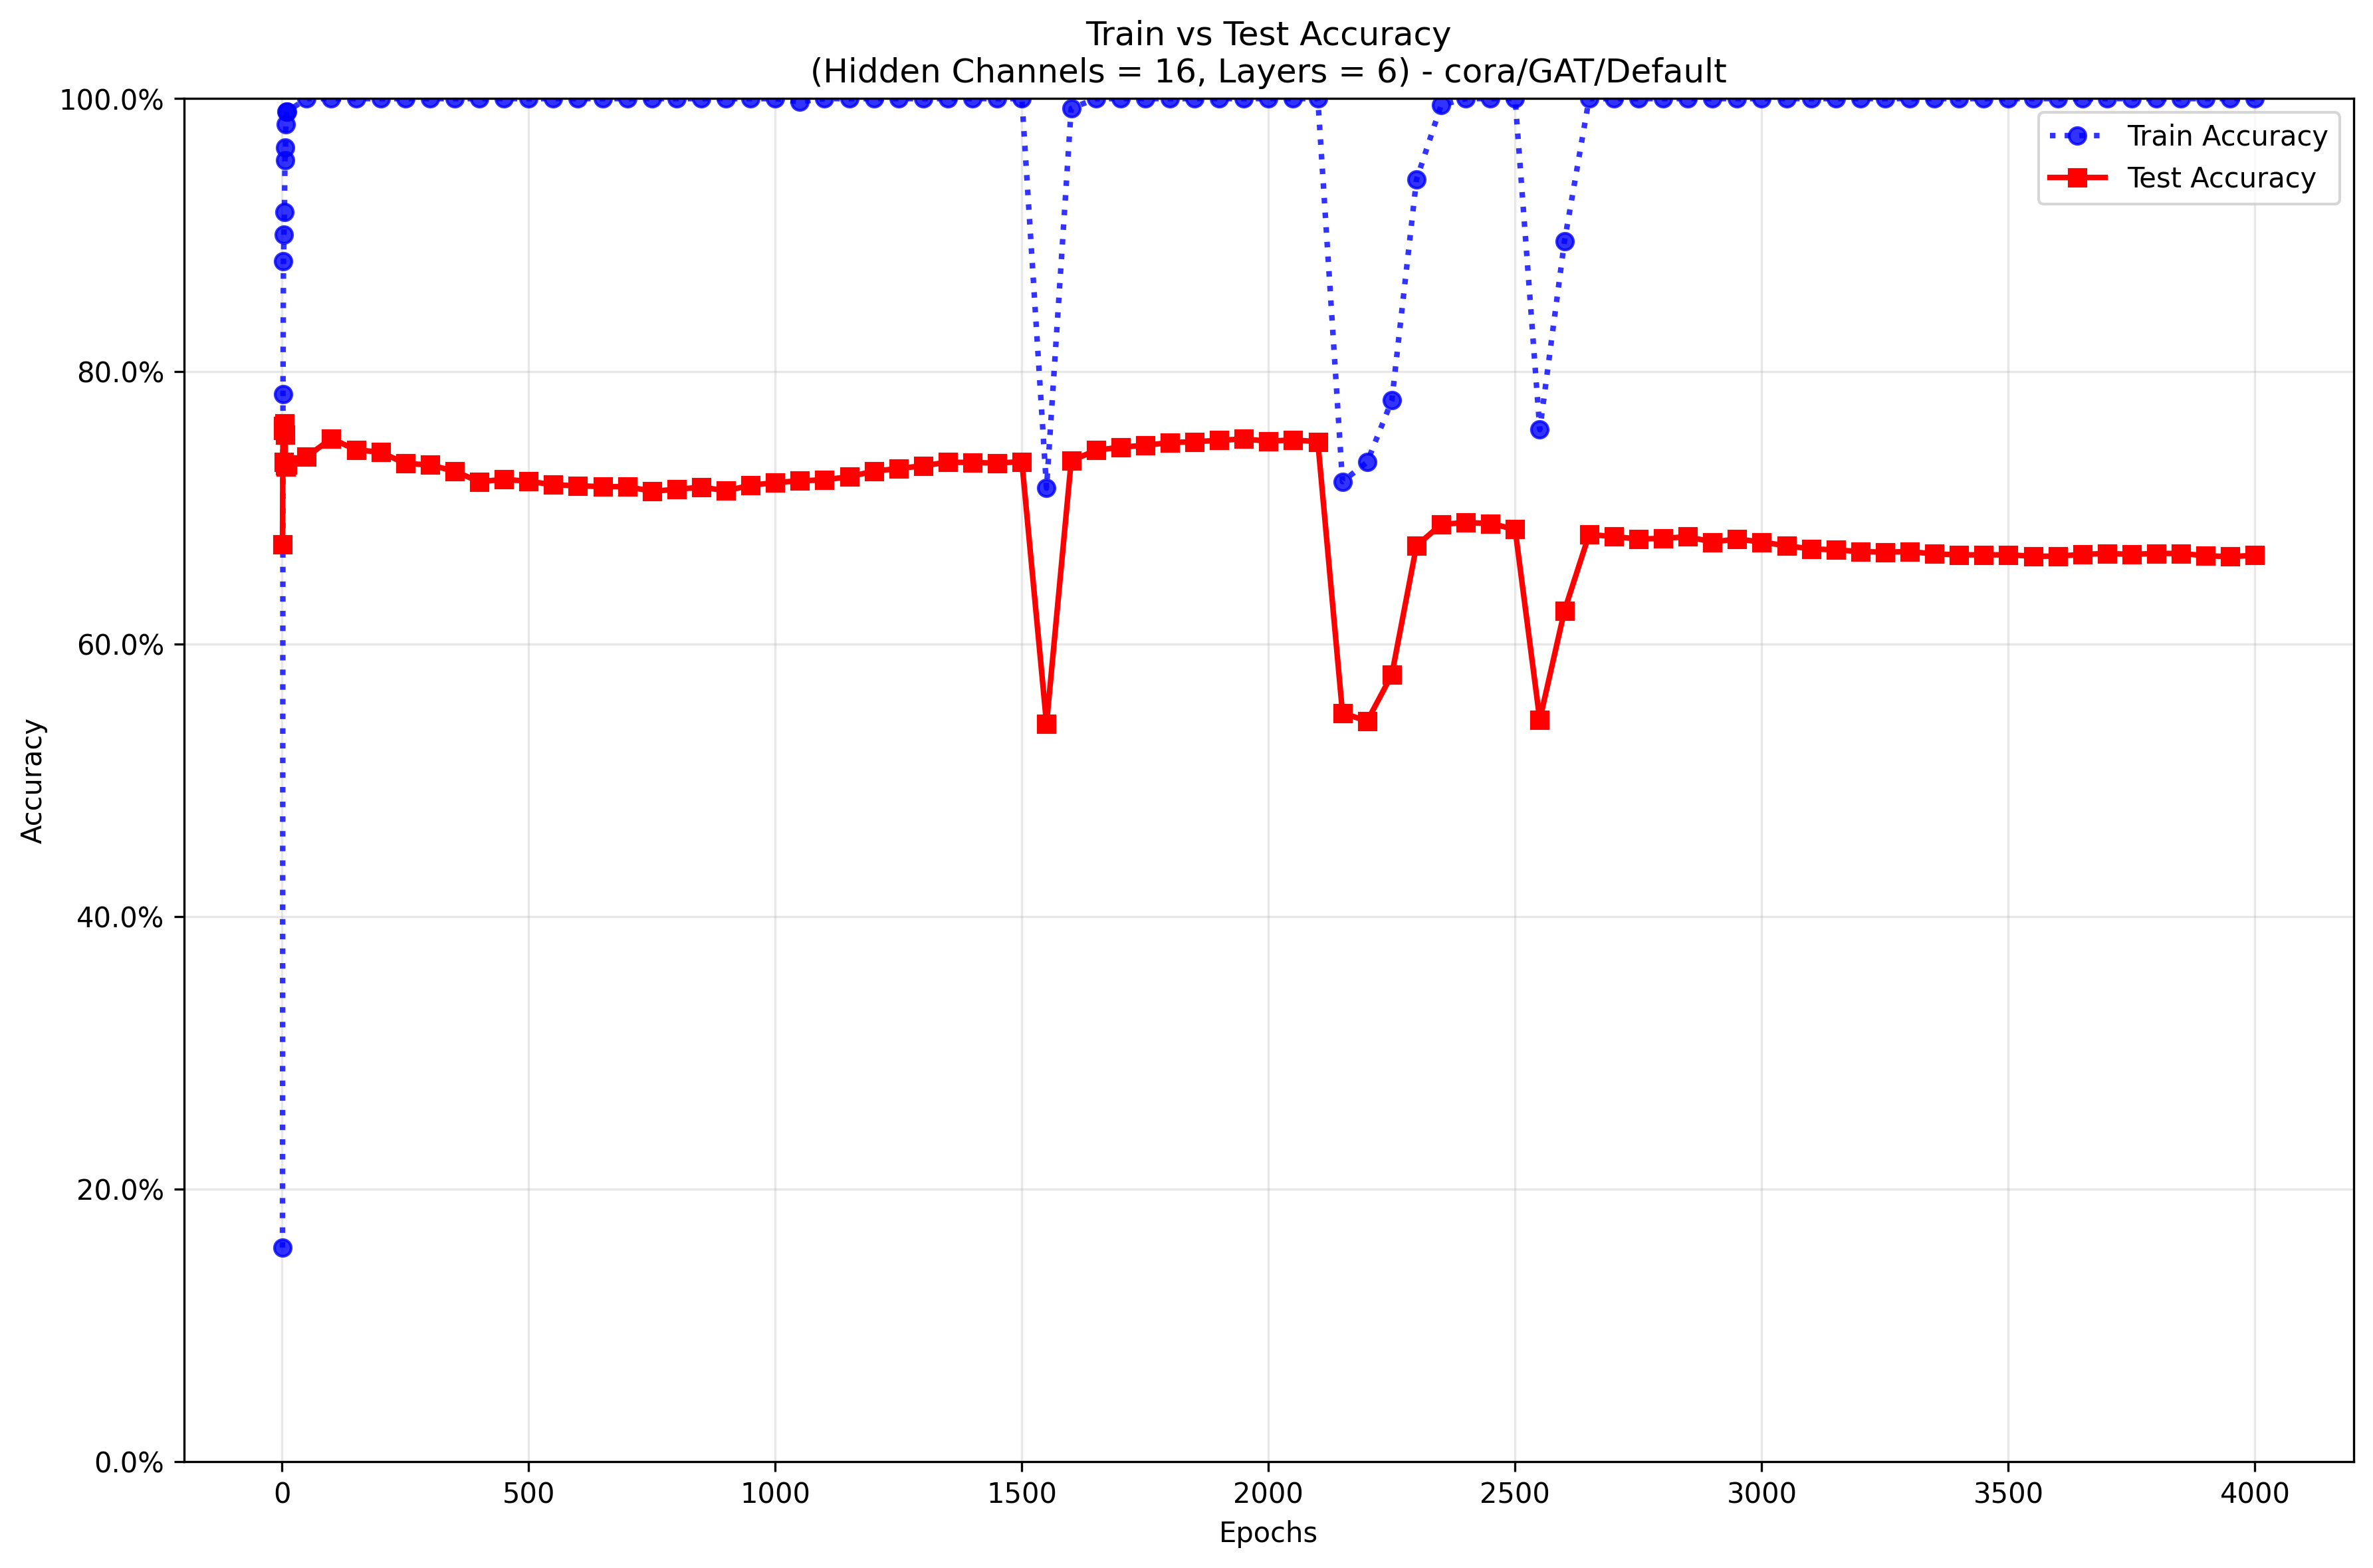 Train vs Test Accuracy
(Hidden Channels = 16, Layers = 6) - cora/GAT/Default
100.0%
80.0%
60.0%
40.0%
20.0%
0.0%
Accuracy
Train Accuracy
Test Accuracy
0 500 1000 1500 2000 2500 3000 3500 4000
Epochs